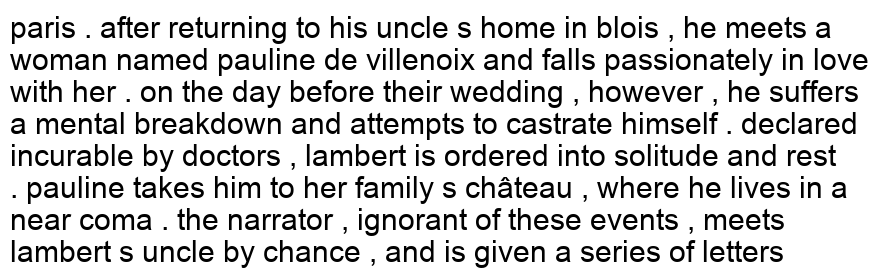 paris . after returning to his uncle s home in blois , he meets a
woman named pauline de villenoix and falls passionately in love
with her . on the day before their wedding , however , he suffers
a mental breakdown and attempts to castrate himself . declared
incurable by doctors , lambert is ordered into solitude and rest
. pauline takes him to her family s château , where he lives in a
near coma . the narrator , ignorant of these events , meets
lambert s uncle by chance , and is given a series of letters